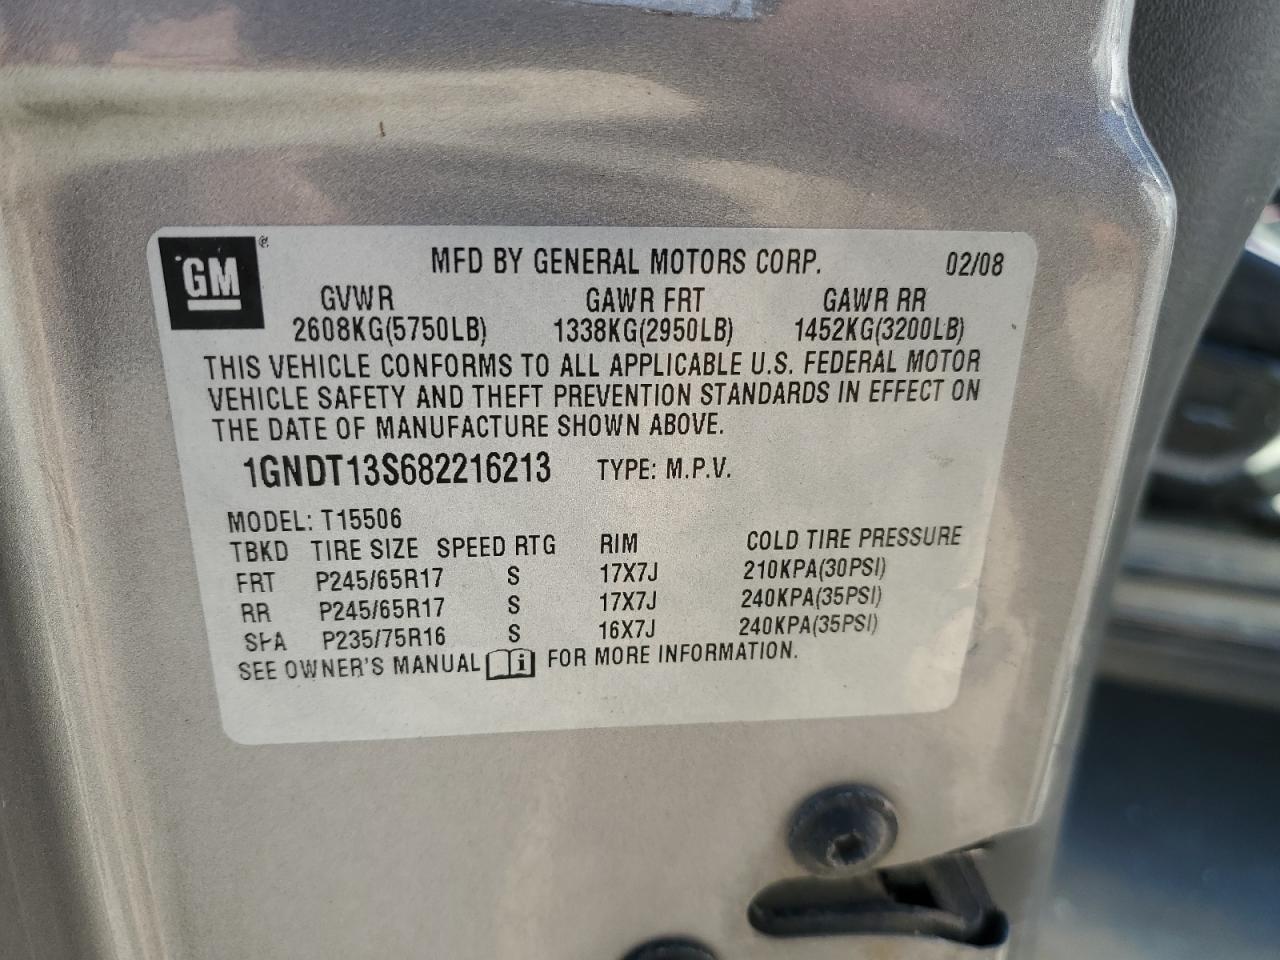 GM ®
MFD BY GENERAL MOTORS CORP. 02/08
GVWR GAWR FRT GAWR RR
2608KG(5750LB) 1338KG(2950LB) 1452KG(3200LB)
THIS VEHICLE CONFORMS TO ALL APPLICABLE U.S. FEDERAL MOTOR
VEHICLE SAFETY AND THEFT PREVENTION STANDARDS IN EFFECT ON
THE DATE OF MANUFACTURE SHOWN ABOVE.
1GNDT13S682216213 TYPE: M.P.V.
MODEL: T15506
TBKD TIRE SIZE SPEED RTG RIM COLD TIRE PRESSURE
FRT P245/65R17 S 17X7J 210KPA(30PSI)
RR P245/65R17 S 17X7J 240KPA(35PSI)
SPA P235/75R16 S 16X7J 240KPA(35PSI)
SEE OWNER'S MANUAL i FOR MORE INFORMATION.